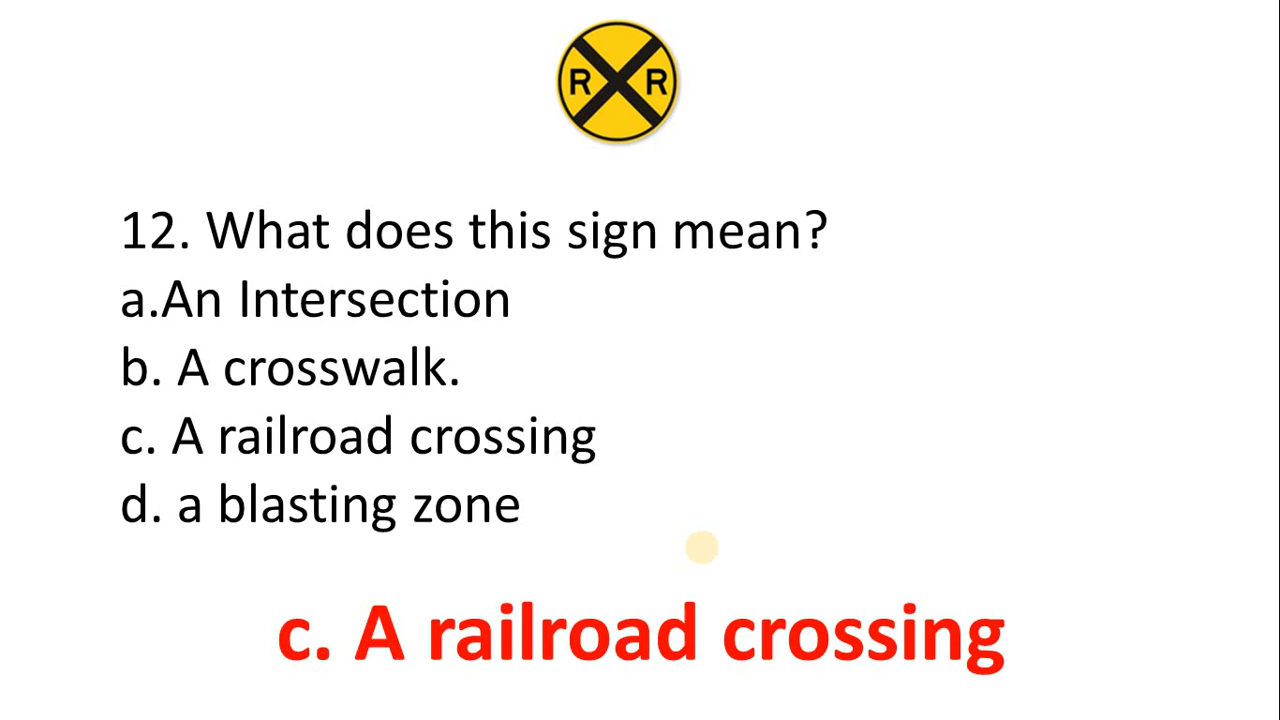 R R
12. What does this sign mean?
a.An Intersection
b. A crosswalk.
c. A railroad crossing
d. a blasting zone
c. A railroad crossing